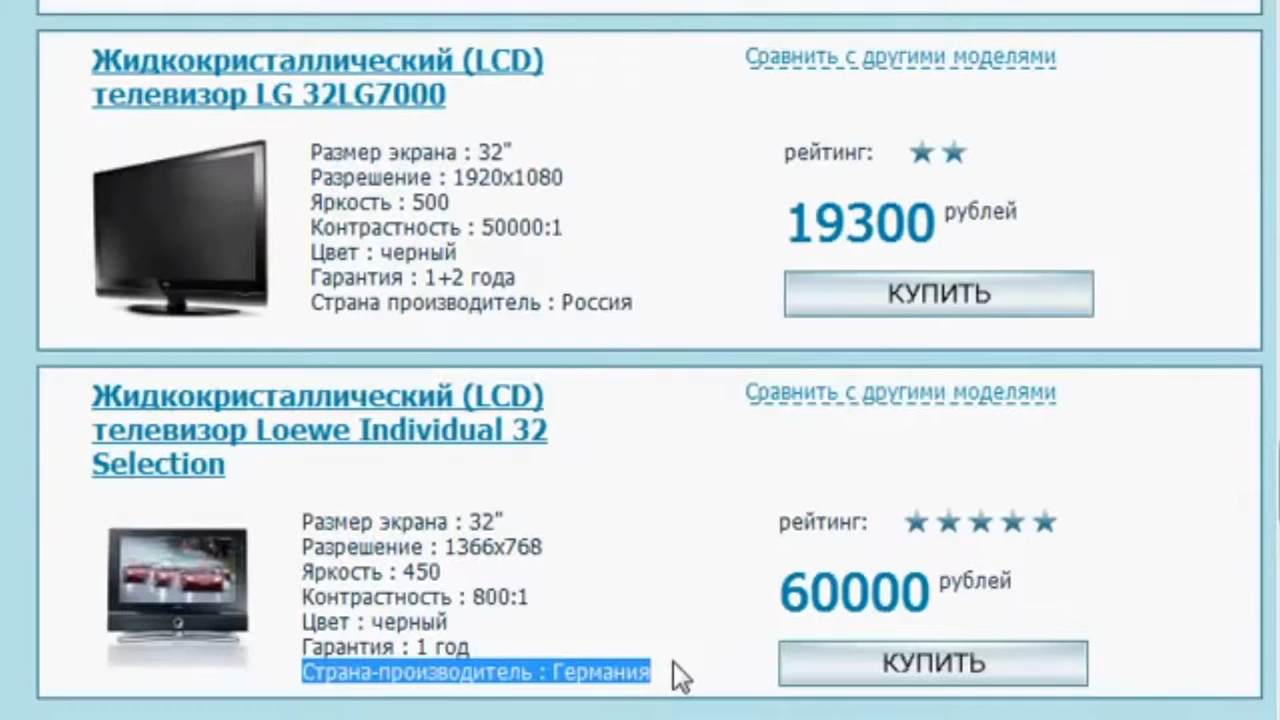 Жидкокристаллический (LCD)
телевизор LG 32LG7000
Сравнить с другими моделями
Размер экрана : 32"
Разрешение : 1920x1080
Яркость : 500
Контрастность : 50000:1
Цвет : черный
Гарантия : 1+2 года
Страна производитель : Россия
рейтинг:
19300 рублей
КУПИТЬ
Жидкокристаллический (LCD)
телевизор Loewe Individual 32
Selection
Сравнить с другими моделями
Размер экрана : 32"
Разрешение : 1366x768
Яркость : 450
Контрастность : 800:1
Цвет : черный
Гарантия : 1 год
Страна-производитель : Германия
рейтинг:
60000 рублей
КУПИТЬ